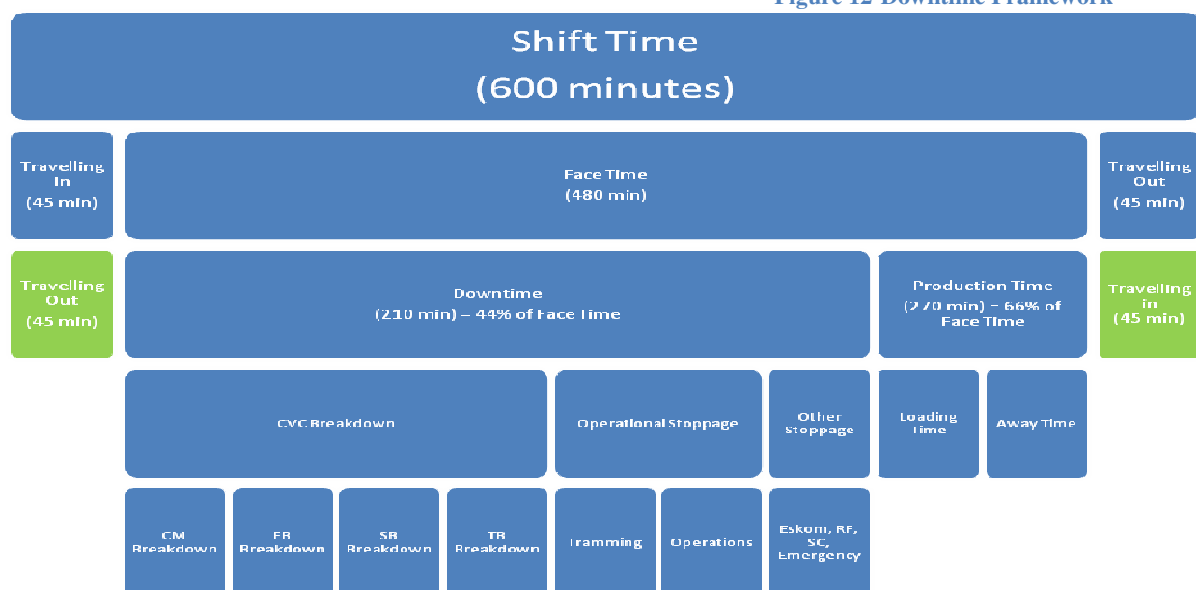 Figure 12 Downtime Framework
Shift Time
(600 minutes)
Travelling
In
(45 min)
Face Time
(480 min)
Travelling
Out
(45 min)
Travelling
Out
(45 min)
Downtime
(210 min) – 44% of Face Time
Production Time
(270 min) – 66% of
Face Time
Travelling
in
(45 min)
CVC Breakdown
Operational Stoppage
Other
Stoppage
Loading
Time
Away Time
CM
Breakdown
FB
Breakdown
SB
Breakdown
TB
Breakdown
Tramming
Operations
Eskom, RF,
SC,
Emergency